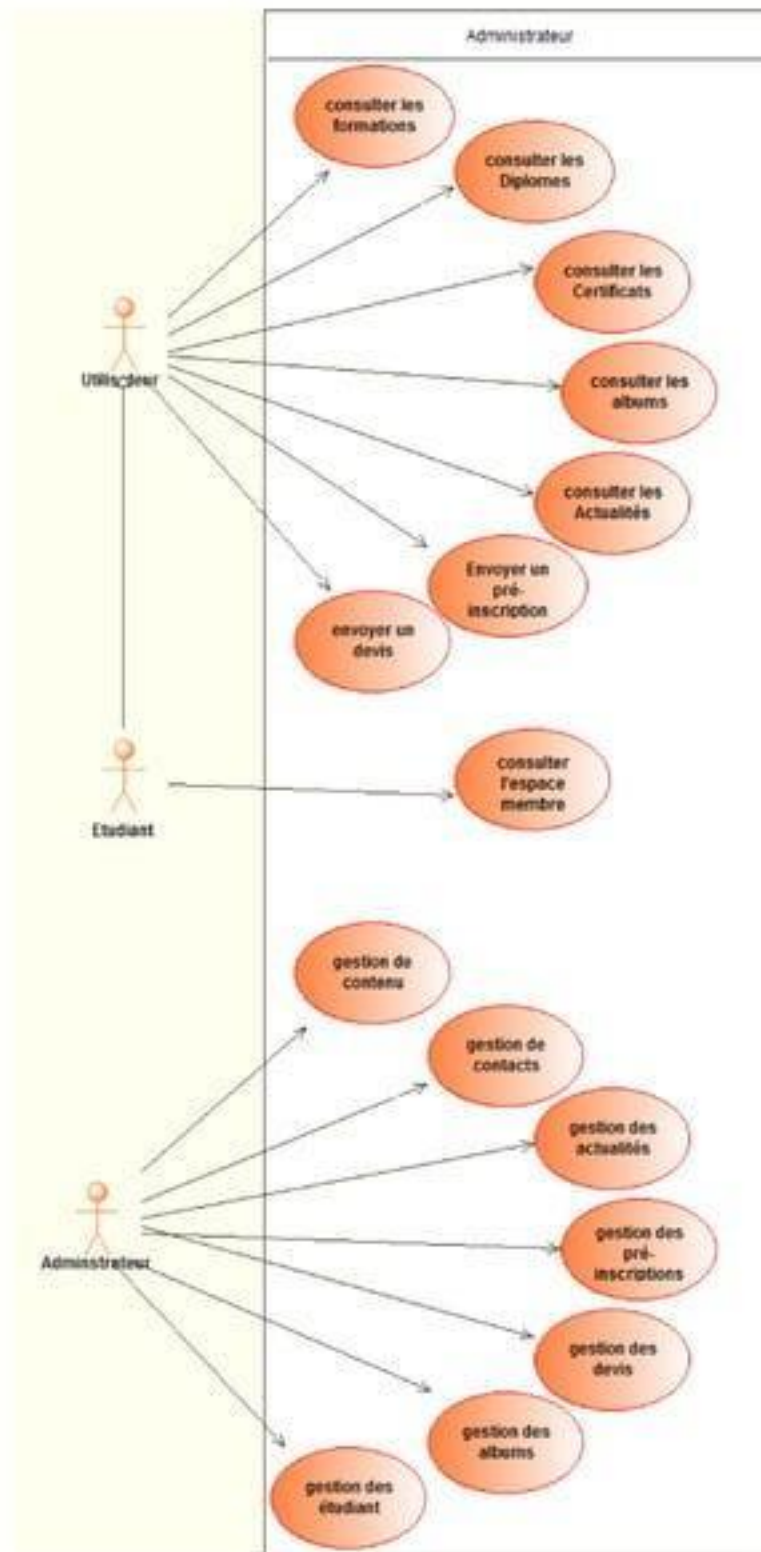 Administrateur
consulter les
formations
consulter les
Diplomes
consulter les
Certificats
Utilisateur
consulter les
albums
consulter les
Actualités
Envoyer un
pré-
inscription
envoyer un
devis
consulter
l'espace
membre
Etudiant
gestion de
contenu
gestion de
contacts
gestion des
actualités
gestion des
pré-
inscriptions
Adminstrateur
gestion des
devis
gestion des
albums
gestion des
étudiant